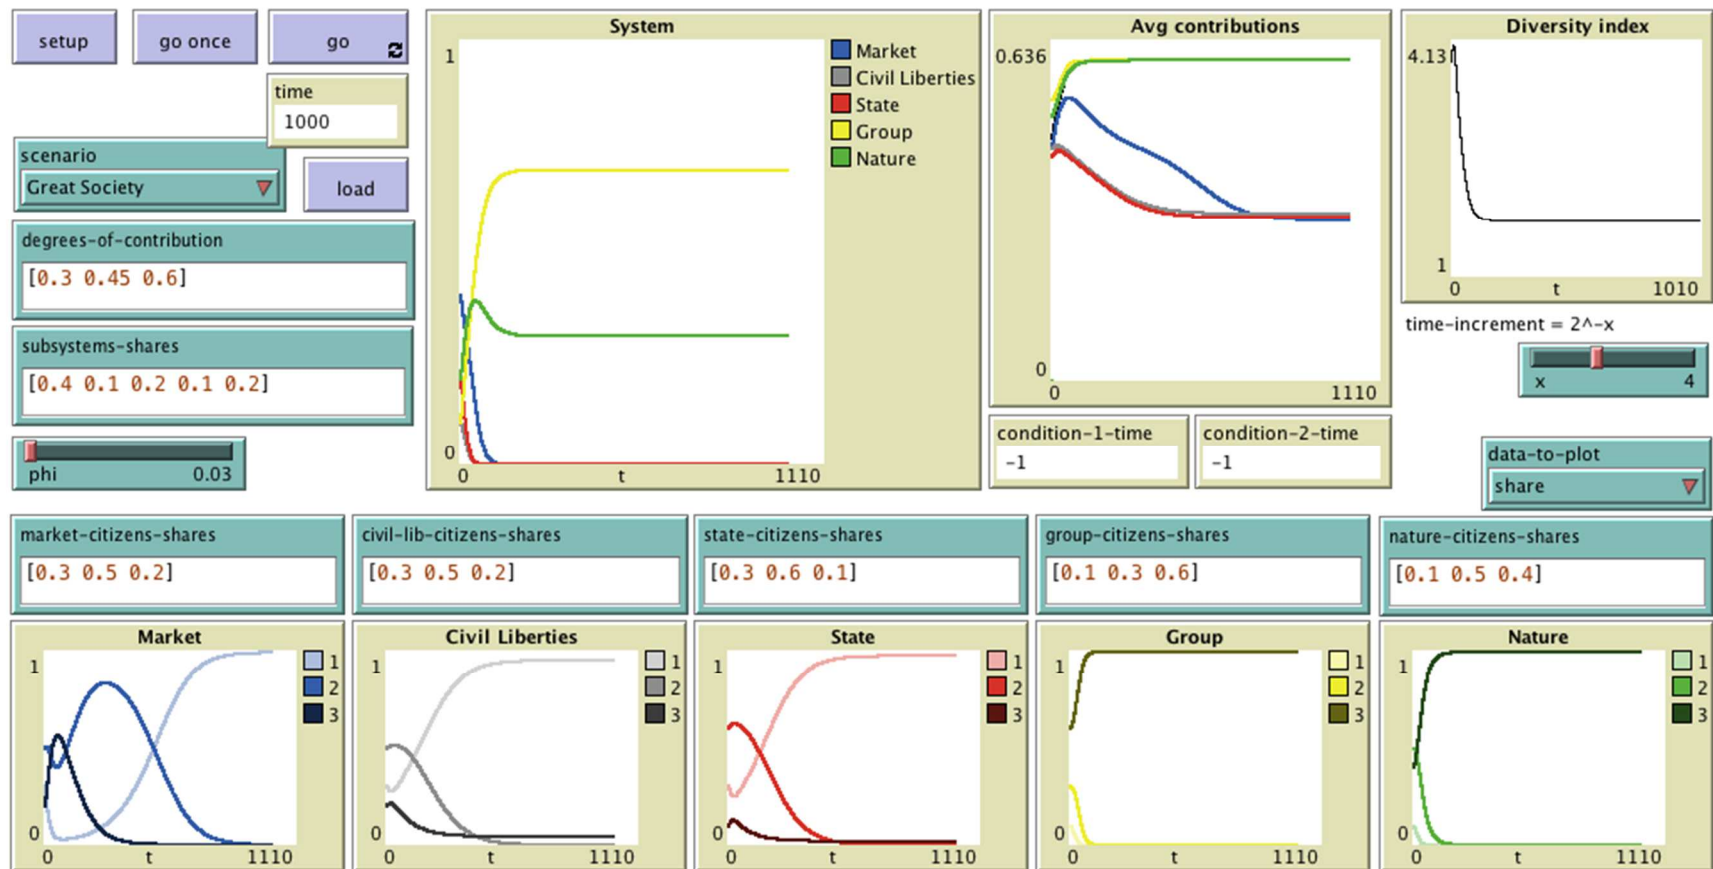 setup
go once
go
time
1000
scenario
Great Society
load
degrees-of-contribution
[0.3 0.45 0.6]
subsystems-shares
[0.4 0.1 0.2 0.1 0.2]
phi 0.03
System
1
0
0 t 1110
Market
Civil Liberties
State
Group
Nature
Avg contributions
0.636
0
0 1110
condition-1-time
-1
condition-2-time
-1
Diversity index
4.13
1
0 t 1010
time-increment = 2^-x
x 4
data-to-plot
share
market-citizens-shares
[0.3 0.5 0.2]
civil-lib-citizens-shares
[0.3 0.5 0.2]
state-citizens-shares
[0.3 0.6 0.1]
group-citizens-shares
[0.1 0.3 0.6]
nature-citizens-shares
[0.1 0.5 0.4]
Market
1
0
0 t 1110
1
2
3
Civil Liberties
1
0
0 t 1110
1
2
3
State
1
0
0 t 1110
1
2
3
Group
1
0
0 t 1110
1
2
3
Nature
1
0
0 t 1110
1
2
3